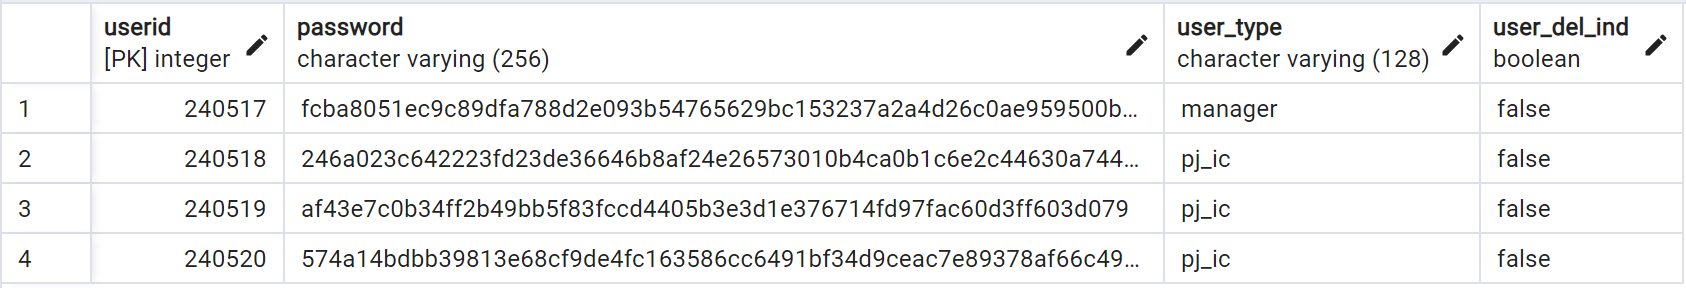 userid password user_type user_del_ind
[PK] integer character varying (256) character varying (128) boolean
1 240517 fcba8051ec9c89dfa788d2e093b54765629bc153237a2a4d26c0ae959500b... manager false
2 240518 246a023c642223fd23de36646b8af24e26573010b4ca0b1c6e2c44630a744... pj_ic false
3 240519 af43e7c0b34ff2b49bb5f83fccd4405b3e3d1e376714fd97fac60d3ff603d079 pj_ic false
4 240520 574a14bdbb39813e68cf9de4fc163586cc6491bf34d9ceac7e89378af66c49... pj_ic false